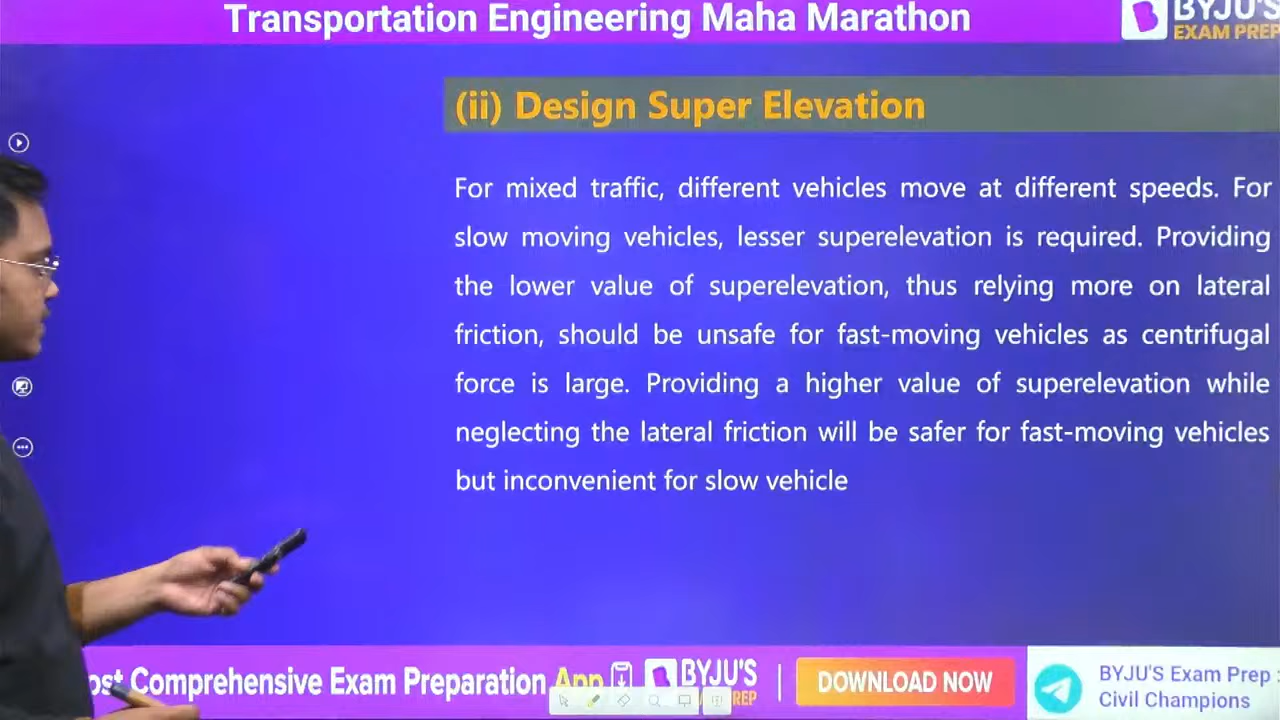 Transportation Engineering Maha Marathon
BYJU'S
EXAM PREP
(ii) Design Super Elevation
For mixed traffic, different vehicles move at different speeds. For
slow moving vehicles, lesser superelevation is required. Providing
the lower value of superelevation, thus relying more on lateral
friction, should be unsafe for fast-moving vehicles as centrifugal
force is large. Providing a higher value of superelevation while
neglecting the lateral friction will be safer for fast-moving vehicles
but inconvenient for slow vehicle
Comprehensive Exam Preparation App
BYJU'S
DOWNLOAD NOW
BYJU'S Exam Prep :
Civil Champions